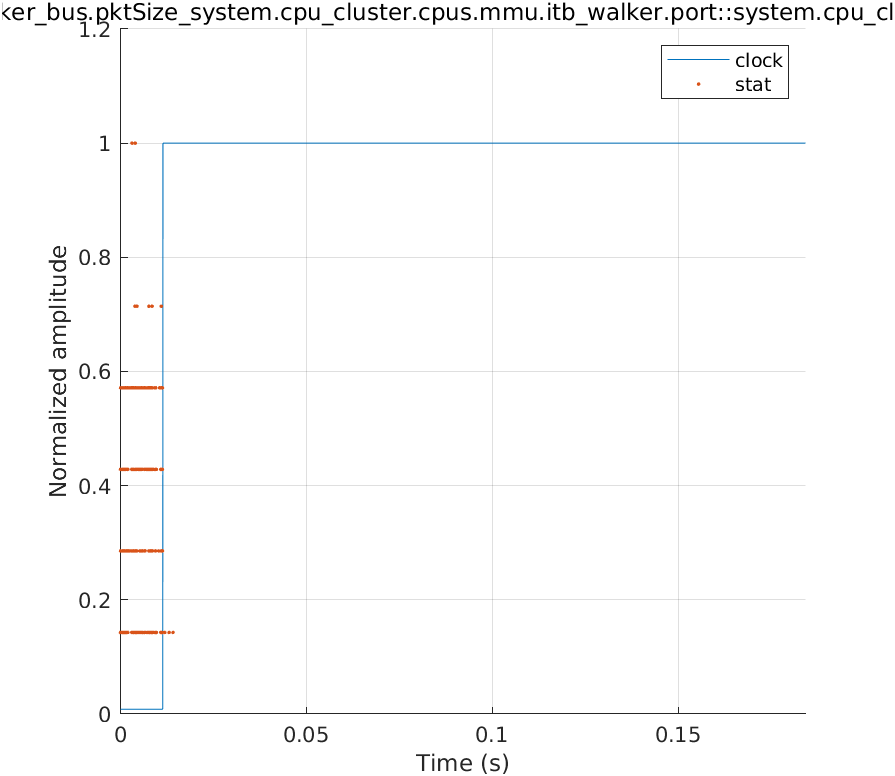 ker_bus.pktSize_system.cpu_cluster.cpus.mmu.itb_walker.port::system.cpu_cl
1.2
clock
stat
1
0.8
0.6
0.4
0.2
0
Normalized amplitude
0
0.05
0.1
0.15
Time (s)